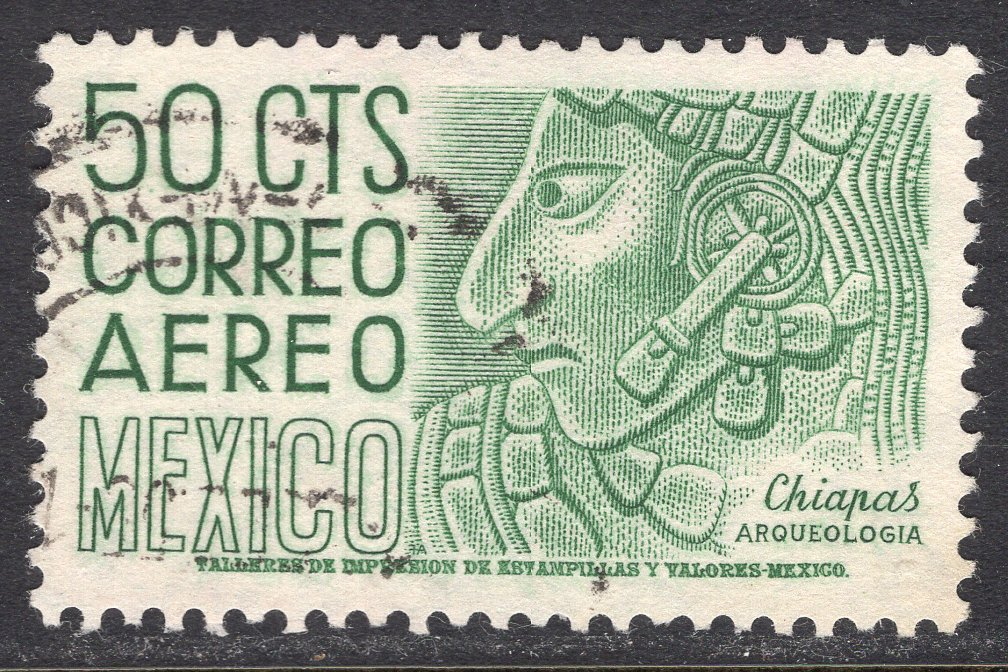 50 CTS
CORREO
AEREO
MEXICO
Chiapas
ARQUEOLOGIA
TALLERES DE IMPRESION DE ESTAMPILLAS Y VALORES-MEXICO.